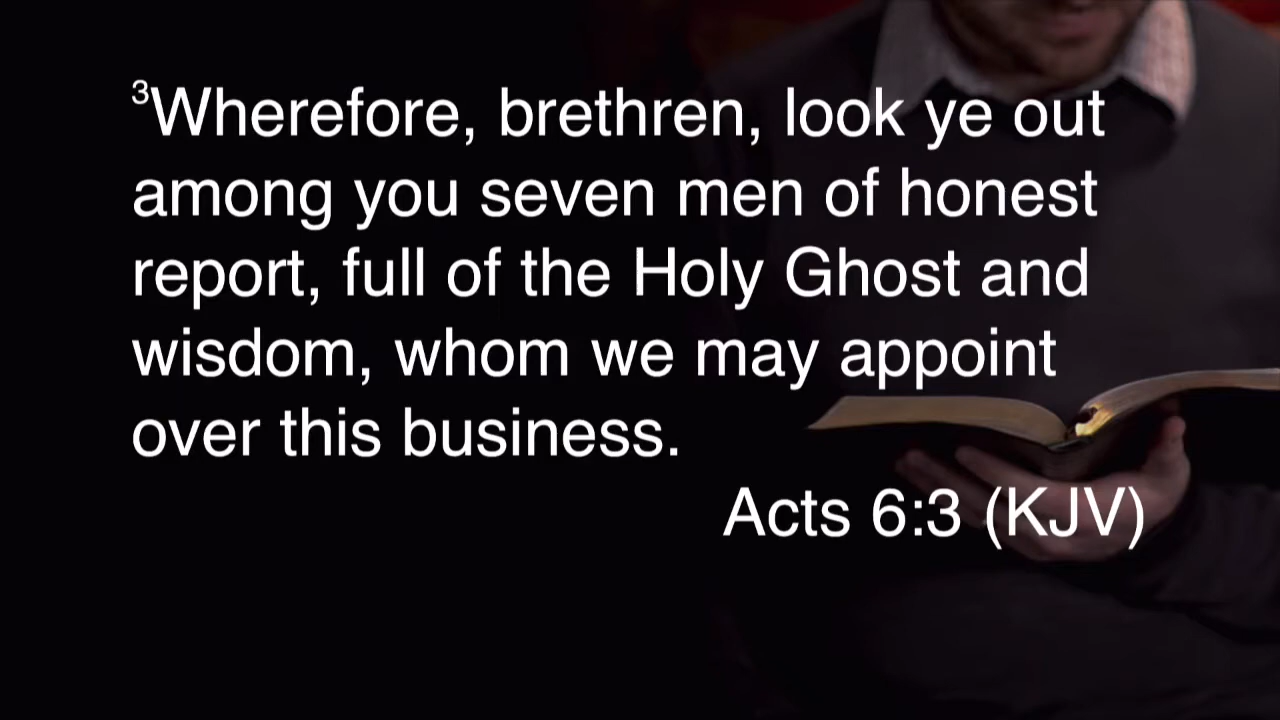 ³Wherefore, brethren, look ye out
among you seven men of honest
report, full of the Holy Ghost and
wisdom, whom we may appoint
over this business.
Acts 6:3 (KJV)